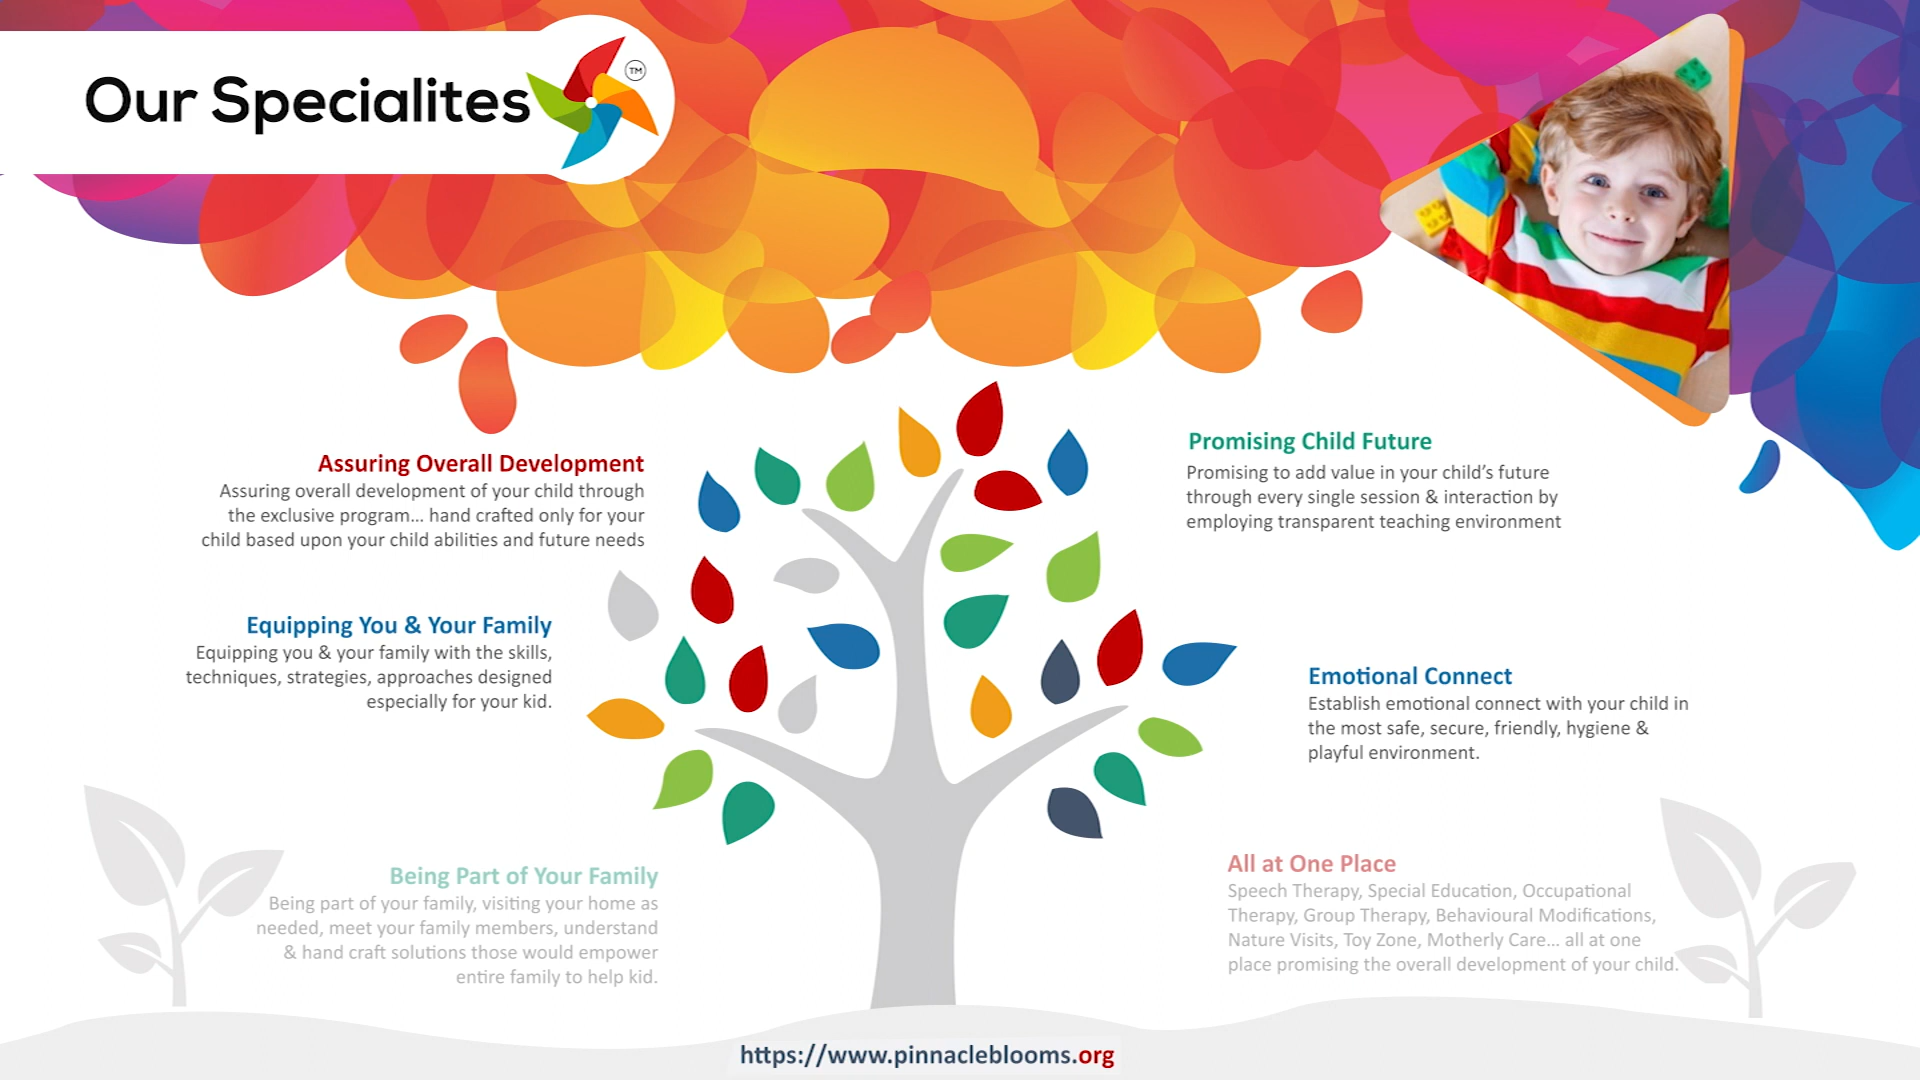 Our Specialites
TM
Assuring Overall Development
Assuring overall development of your child through
the exclusive program... hand crafted only for your
child based upon your child abilities and future needs
Equipping You & Your Family
Equipping you & your family with the skills,
techniques, strategies, approaches designed
especially for your kid.
Being Part of Your Family
Being part of your family, visiting your home as
needed, meet your family members, understand
& hand craft solutions those would empower
entire family to help kid.
Promising Child Future
Promising to add value in your child's future
through every single session & interaction by
employing transparent teaching environment
Emotional Connect
Establish emotional connect with your child in
the most safe, secure, friendly, hygiene &
playful environment.
All at One Place
Speech Therapy, Special Education, Occupational
Therapy, Group Therapy, Behavioural Modifications,
Nature Visits, Toy Zone, Motherly Care... all at one
place promising the overall development of your child.
https://www.pinnacleblooms.org